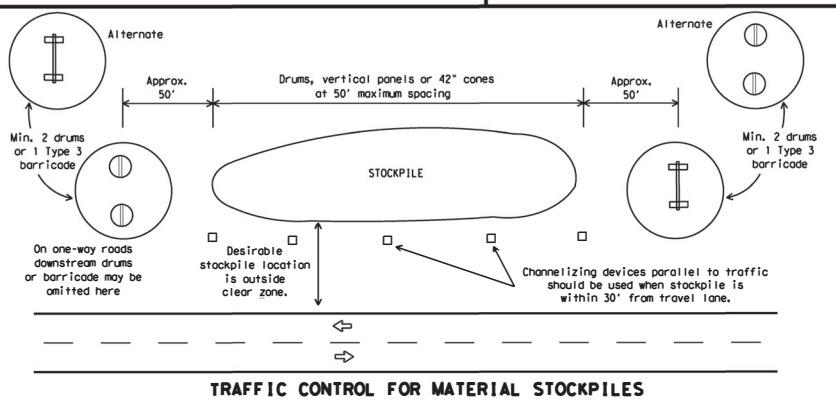 Alternate
Alternate
Approx.
50'
Drums, vertical panels or 42" cones
at 50' maximum spacing
Approx.
50'
Min. 2 drums
or 1 Type 3
barricade
STOCKPILE
Min. 2 drums
or 1 Type 3
barricade
On one-way roads
downstream drums
or barricade may be
omitted here
Desirable
stockpile location
is outside
clear zone.
Channelizing devices parallel to traffic
should be used when stockpile is
within 30' from travel lane.
TRAFFIC CONTROL FOR MATERIAL STOCKPILES